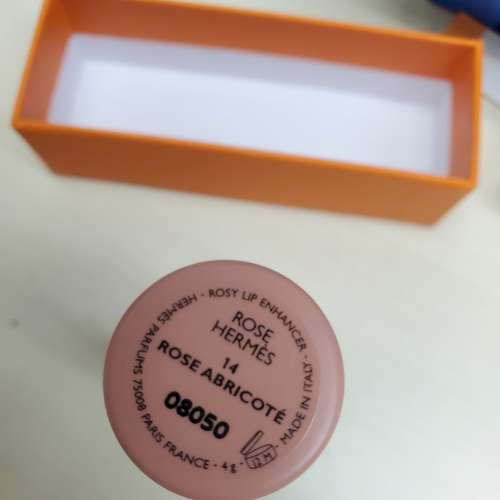 HERMÈS PARFUMS 75008 PARIS FRANCE - 4 g - 12 M - MADE IN ITALY - ROSY LIP ENHANCER -
ROSE
HERMÈS
14
ROSE ABRICOTÉ
08050